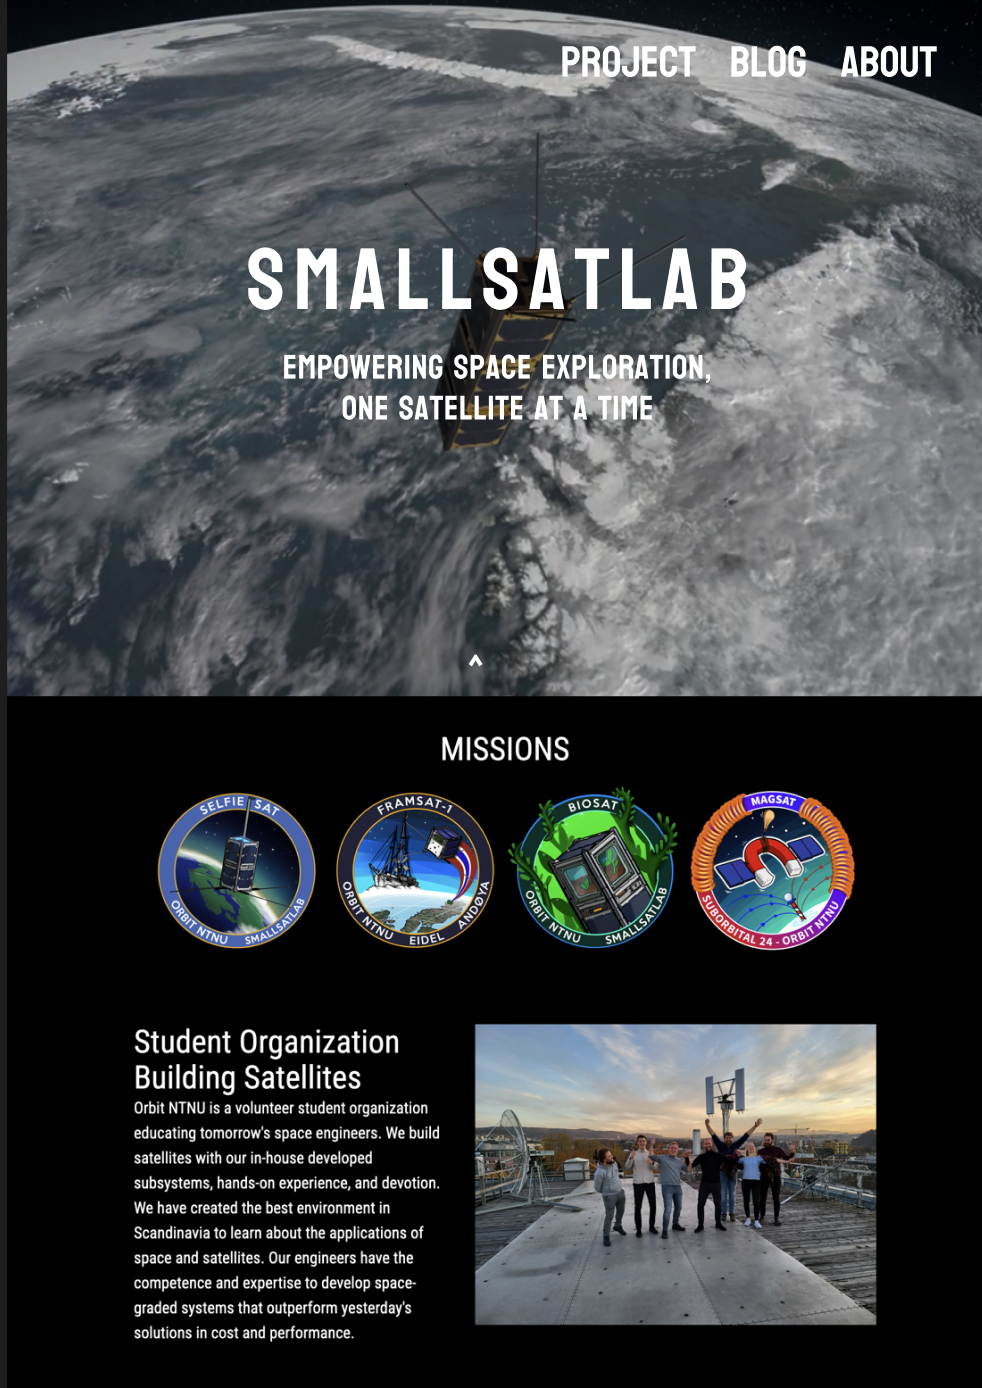 PROJECT BLOG ABOUT
SMALLSATLAB
EMPOWERING SPACE EXPLORATION,
ONE SATELLITE AT A TIME
^
MISSIONS
SELFIE SAT
ORBIT NTNU SMALLSATLAB
FRAMSAT-1
ORBIT NTNU EIDEL ANDØYA
BIOSAT
ORBIT NTNU SMALLSATLAB
MAGSAT
SUBORBITAL 24 - ORBIT NTNU
Student Organization
Building Satellites
Orbit NTNU is a volunteer student organization
educating tomorrow's space engineers. We build
satellites with our in-house developed
subsystems, hands-on experience, and devotion.
We have created the best environment in
Scandinavia to learn about the applications of
space and satellites. Our engineers have the
competence and expertise to develop space-
graded systems that outperform yesterday's
solutions in cost and performance.